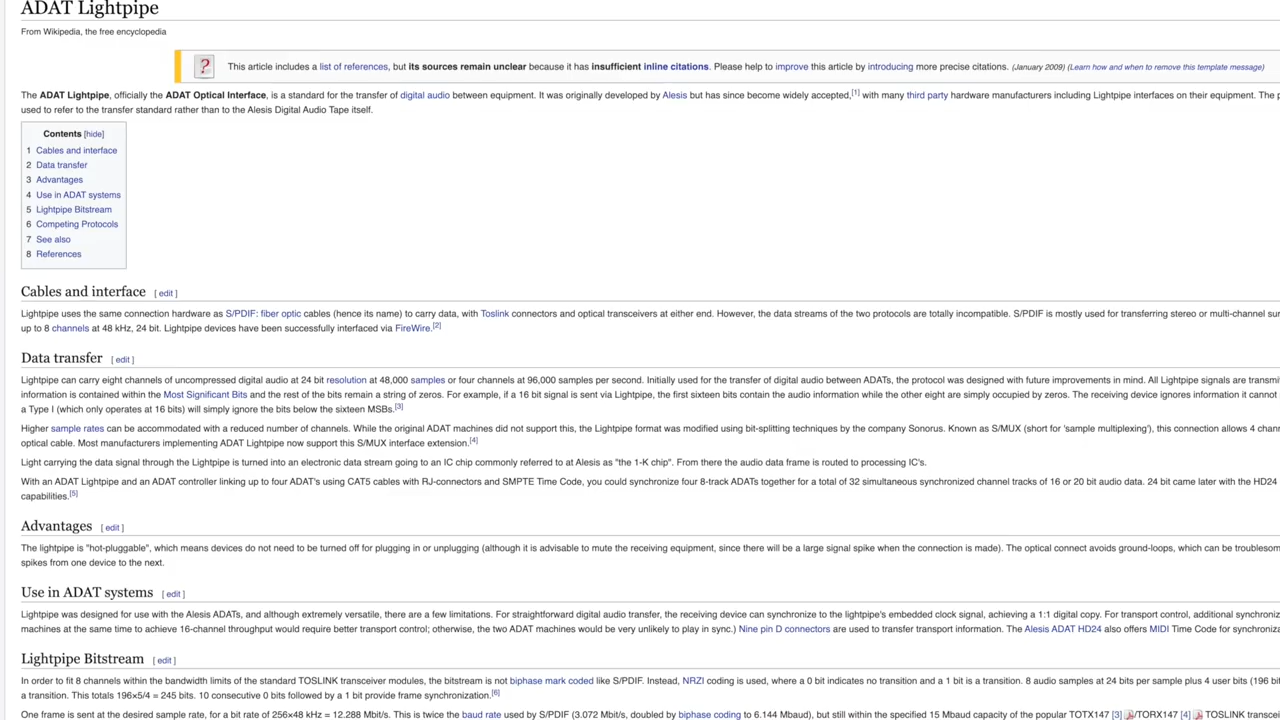 ADAT Lightpipe
From Wikipedia, the free encyclopedia
This article includes a list of references, but its sources remain unclear because it has insufficient inline citations. Please help to improve this article by introducing more precise citations. (January 2009) (Learn how and when to remove this template message)
The ADAT Lightpipe, officially the ADAT Optical Interface, is a standard for the transfer of digital audio between equipment. It was originally developed by Alesis but has since become widely accepted,[1] with many third party hardware manufacturers including Lightpipe interfaces on their equipment. The
used to refer to the transfer standard rather than to the Alesis Digital Audio Tape itself.
Contents [hide]
1 Cables and interface
2 Data transfer
3 Advantages
4 Use in ADAT systems
5 Lightpipe Bitstream
6 Competing Protocols
7 See also
8 References
Cables and interface [ edit ]
Lightpipe uses the same connection hardware as S/PDIF: fiber optic cables (hence its name) to carry data, with Toslink connectors and optical transceivers at either end. However, the data streams of the two protocols are totally incompatible. S/PDIF is mostly used for transferring stereo or multi-channel
up to 8 channels at 48 kHz, 24 bit. Lightpipe devices have been successfully interfaced via FireWire.[2]
Data transfer [ edit ]
Lightpipe can carry eight channels of uncompressed digital audio at 24 bit resolution at 48,000 samples or four channels at 96,000 samples per second. Initially used for the transfer of digital audio between ADATs, the protocol was designed with future improvements in mind. All Lightpipe signals are
information is contained within the Most Significant Bits and the rest of the bits remain a string of zeros. For example, if a 16 bit signal is sent via Lightpipe, the first sixteen bits contain the audio information while the other eight are simply occupied by zeros. The receiving device ignores information it cannot
a Type I (which only operates at 16 bits) will simply ignore the bits below the sixteen MSBs.[3]
Higher sample rates can be accommodated with a reduced number of channels. While the original ADAT machines did not support this, the Lightpipe format was modified using bit-splitting techniques by the company Sonorus. Known as S/MUX (short for 'sample multiplexing'), this connection allows 4
optical cable. Most manufacturers implementing ADAT Lightpipe now support this S/MUX interface extension.[4]
Light carrying the data signal through the Lightpipe is turned into an electronic data stream going to an IC chip commonly referred to at Alesis as "the 1-K chip". From there the audio data frame is routed to processing IC's.
With an ADAT Lightpipe and an ADAT controller linking up to four ADAT's using CAT5 cables with RJ-connectors and SMPTE Time Code, you could synchronize four 8-track ADATs together for a total of 32 simultaneous synchronized channel tracks of 16 or 20 bit audio data. 24 bit came later with the HD24
capabilities.[5]
Advantages [ edit ]
The lightpipe is "hot-pluggable", which means devices do not need to be turned off for plugging in or unplugging (although it is advisable to mute the receiving equipment, since there will be a large signal spike when the connection is made). The optical connect avoids ground-loops, which can be
spikes from one device to the next.
Use in ADAT systems [ edit ]
Lightpipe was designed for use with the Alesis ADATs, and although extremely versatile, there are a few limitations. For straightforward digital audio transfer, the receiving device can synchronize to the lightpipe's embedded clock signal, achieving a 1:1 digital copy. For transport control, additional
machines at the same time to achieve 16-channel throughput would require better transport control; otherwise, the two ADAT machines would be very unlikely to play in sync.) Nine pin D connectors are used to transfer transport information. The Alesis ADAT HD24 also offers MIDI Time Code for
Lightpipe Bitstream [ edit ]
In order to fit 8 channels within the bandwidth limits of the standard TOSLINK transceiver modules, the bitstream is not biphase mark coded like S/PDIF. Instead, NRZI coding is used, where a 0 bit indicates no transition and a 1 bit is a transition. 8 audio samples at 24 bits per sample plus 4 user bits (196
a transition. This totals 196×5/4 = 245 bits. 10 consecutive 0 bits followed by a 1 bit provide frame synchronization.[6]
One frame is sent at the desired sample rate, for a bit rate of 256×48 kHz = 12.288 Mbit/s. This is twice the baud rate used by S/PDIF (3.072 Mbit/s, doubled by biphase coding to 6.144 Mbaud), but still within the specified 15 Mbaud capacity of the popular TOTX147 [3] /TORX147 [4] TOSLINK